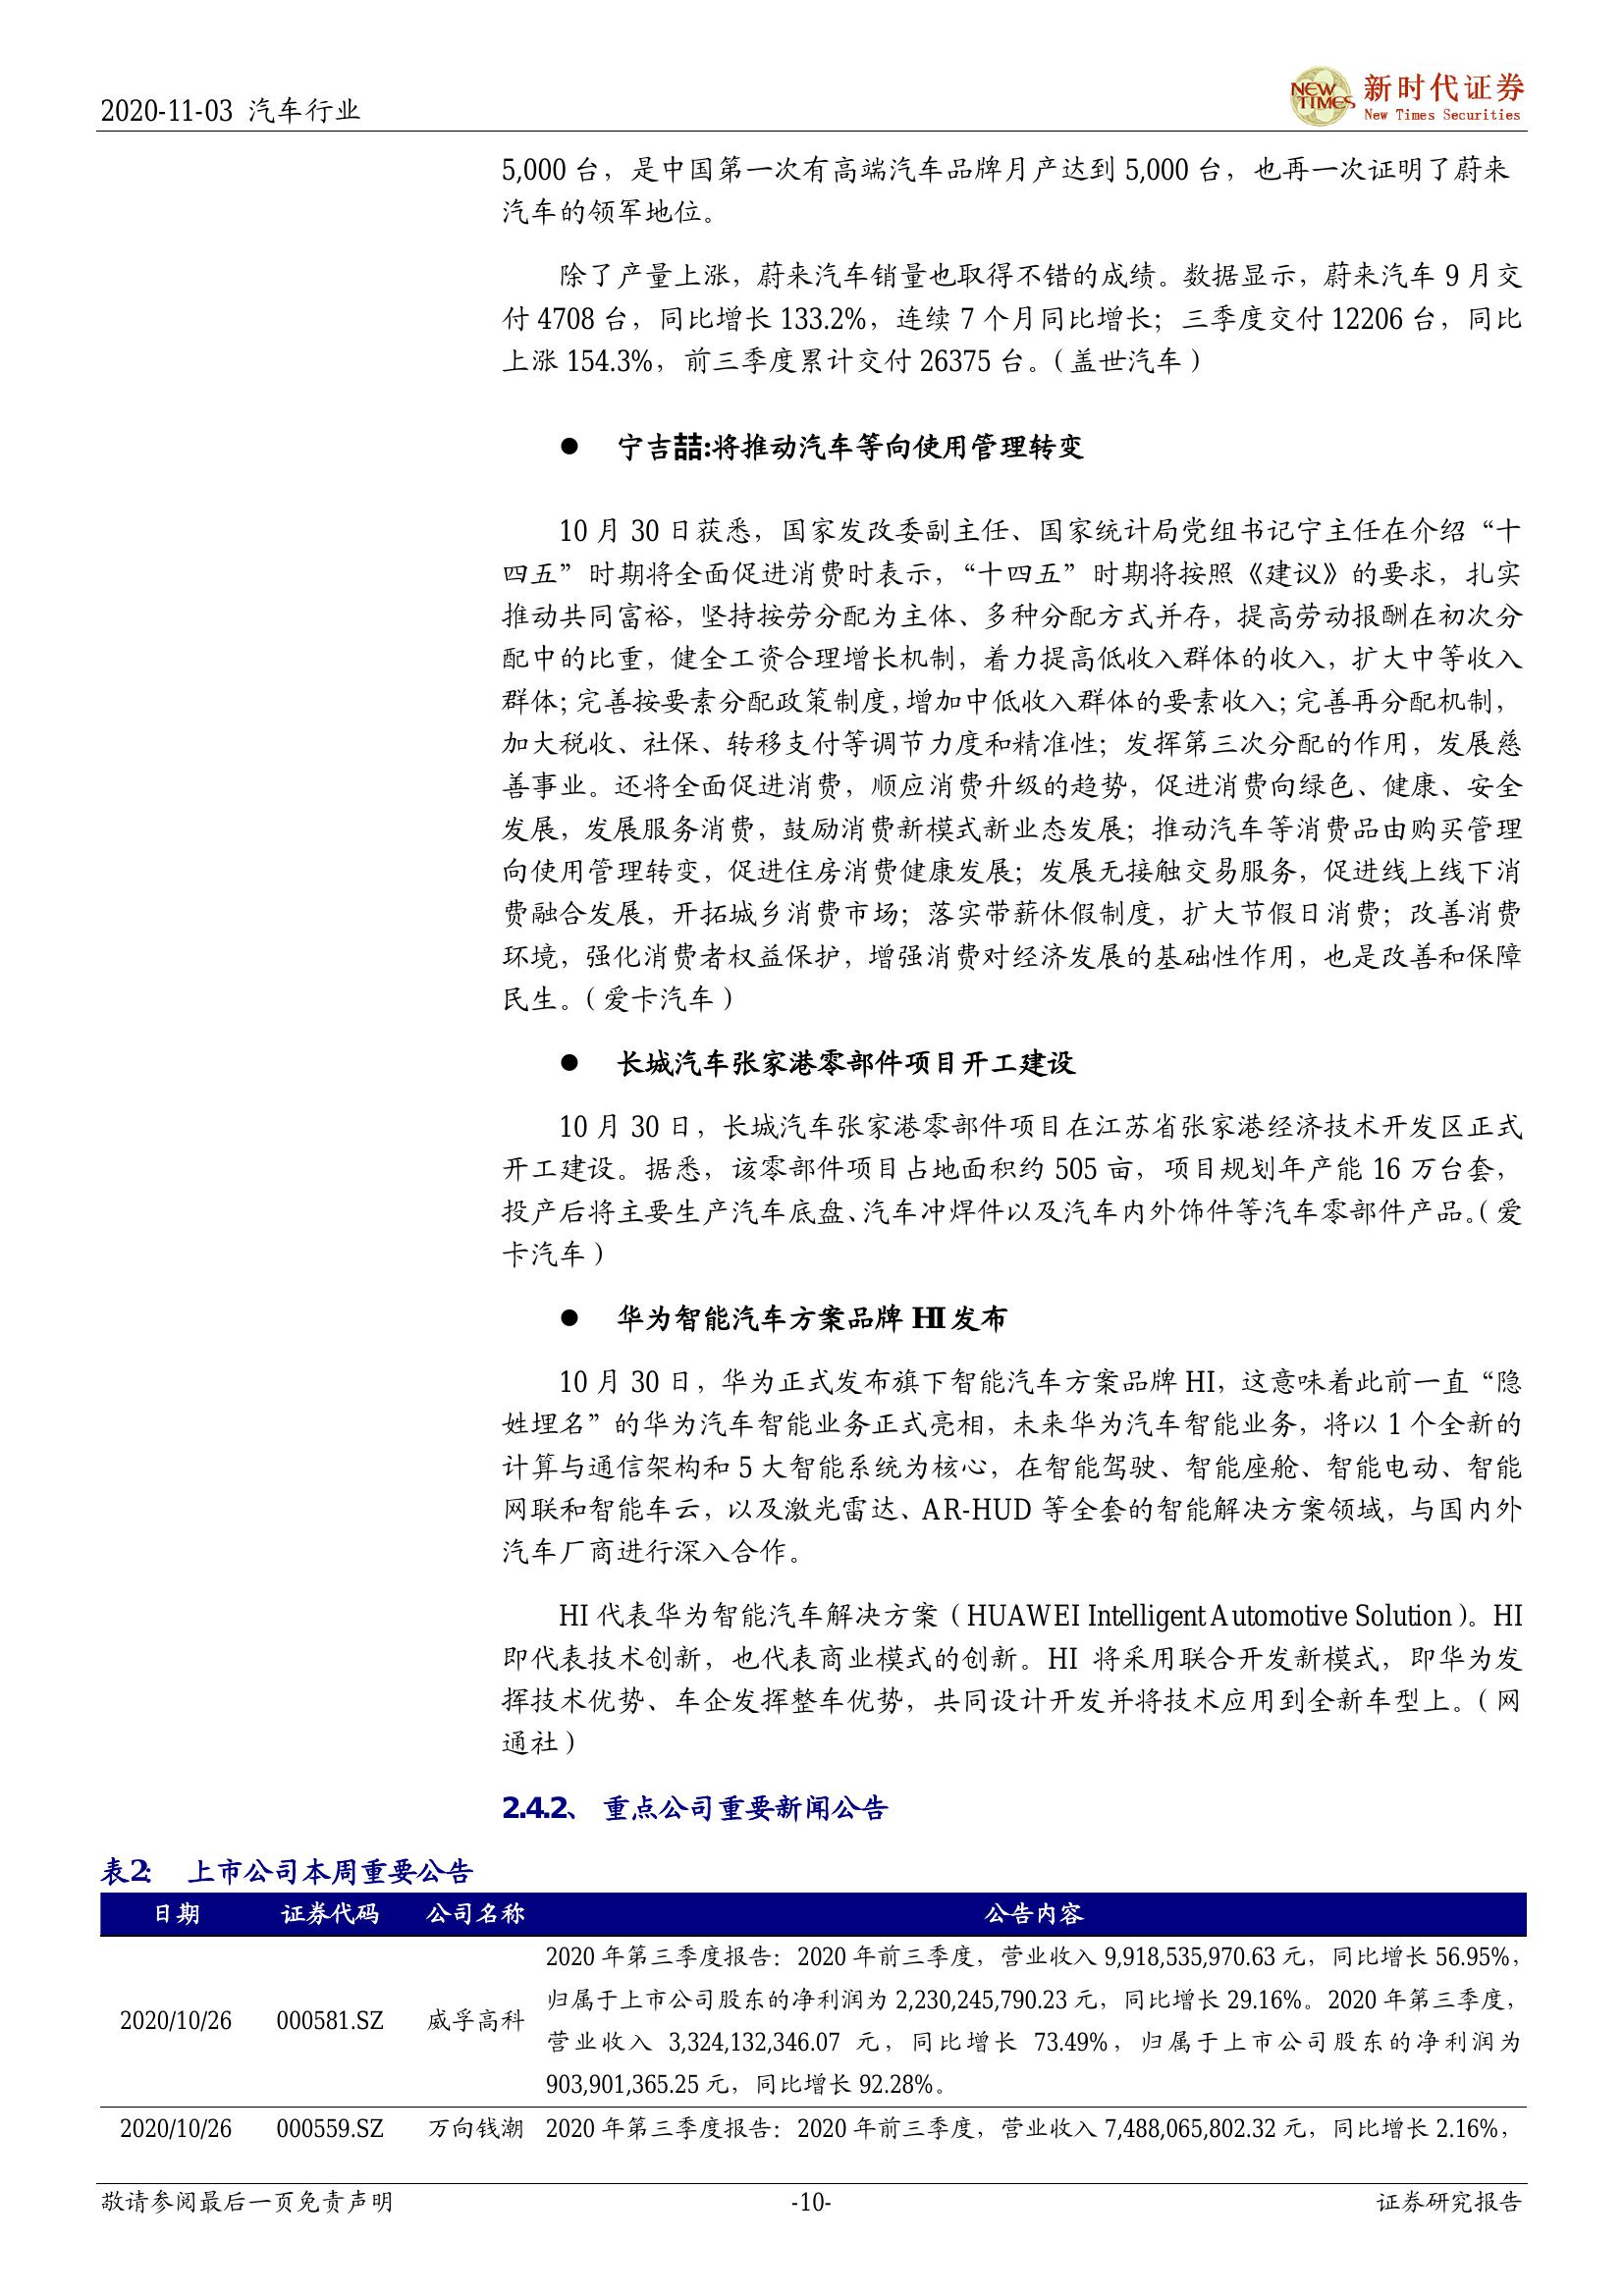 2020-11-03 汽车行业
NEW TIMES
新时代证券
New Times Securities
5,000 台，是中国第一次有高端汽车品牌月产达到 5,000 台，也再一次证明了蔚来
汽车的领军地位。
除了产量上涨，蔚来汽车销量也取得不错的成绩。数据显示，蔚来汽车 9 月交
付 4708 台，同比增长 133.2%，连续 7 个月同比增长；三季度交付 12206 台，同比
上涨 154.3%，前三季度累计交付 26375 台。（盖世汽车）
● 宁吉喆:将推动汽车等向使用管理转变
10 月 30 日获悉，国家发改委副主任、国家统计局党组书记宁主任在介绍“十
四五”时期将全面促进消费时表示，“十四五”时期将按照《建议》的要求，扎实
推动共同富裕，坚持按劳分配为主体、多种分配方式并存，提高劳动报酬在初次分
配中的比重，健全工资合理增长机制，着力提高低收入群体的收入，扩大中等收入
群体；完善按要素分配政策制度，增加中低收入群体的要素收入；完善再分配机制，
加大税收、社保、转移支付等调节力度和精准性；发挥第三次分配的作用，发展慈
善事业。还将全面促进消费，顺应消费升级的趋势，促进消费向绿色、健康、安全
发展，发展服务消费，鼓励消费新模式新业态发展；推动汽车等消费品由购买管理
向使用管理转变，促进住房消费健康发展；发展无接触交易服务，促进线上线下消
费融合发展，开拓城乡消费市场；落实带薪休假制度，扩大节假日消费；改善消费
环境，强化消费者权益保护，增强消费对经济发展的基础性作用，也是改善和保障
民生。（爱卡汽车）
● 长城汽车张家港零部件项目开工建设
10 月 30 日，长城汽车张家港零部件项目在江苏省张家港经济技术开发区正式
开工建设。据悉，该零部件项目占地面积约 505 亩，项目规划年产能 16 万台套，
投产后将主要生产汽车底盘、汽车冲焊件以及汽车内外饰件等汽车零部件产品。（爱
卡汽车）
● 华为智能汽车方案品牌 HI 发布
10 月 30 日，华为正式发布旗下智能汽车方案品牌 HI，这意味着此前一直“隐
姓埋名”的华为汽车智能业务正式亮相，未来华为汽车智能业务，将以 1 个全新的
计算与通信架构和 5 大智能系统为核心，在智能驾驶、智能座舱、智能电动、智能
网联和智能车云，以及激光雷达、AR-HUD 等全套的智能解决方案领域，与国内外
汽车厂商进行深入合作。
HI 代表华为智能汽车解决方案（HUAWEI Intelligent Automotive Solution）。HI
即代表技术创新，也代表商业模式的创新。HI 将采用联合开发新模式，即华为发
挥技术优势、车企发挥整车优势，共同设计开发并将技术应用到全新车型上。（网
通社）
2.4.2、 重点公司重要新闻公告
表2： 上市公司本周重要公告
日期 证券代码 公司名称 公告内容
2020/10/26 000581.SZ 威孚高科
2020 年第三季度报告：2020 年前三季度，营业收入 9,918,535,970.63 元，同比增长 56.95%，
归属于上市公司股东的净利润为 2,230,245,790.23 元，同比增长 29.16%。2020 年第三季度，
营业收入 3,324,132,346.07 元，同比增长 73.49%，归属于上市公司股东的净利润为
903,901,365.25 元，同比增长 92.28%。
2020/10/26 000559.SZ 万向钱潮 2020 年第三季度报告：2020 年前三季度，营业收入 7,488,065,802.32 元，同比增长 2.16%，
敬请参阅最后一页免责声明 -10- 证券研究报告